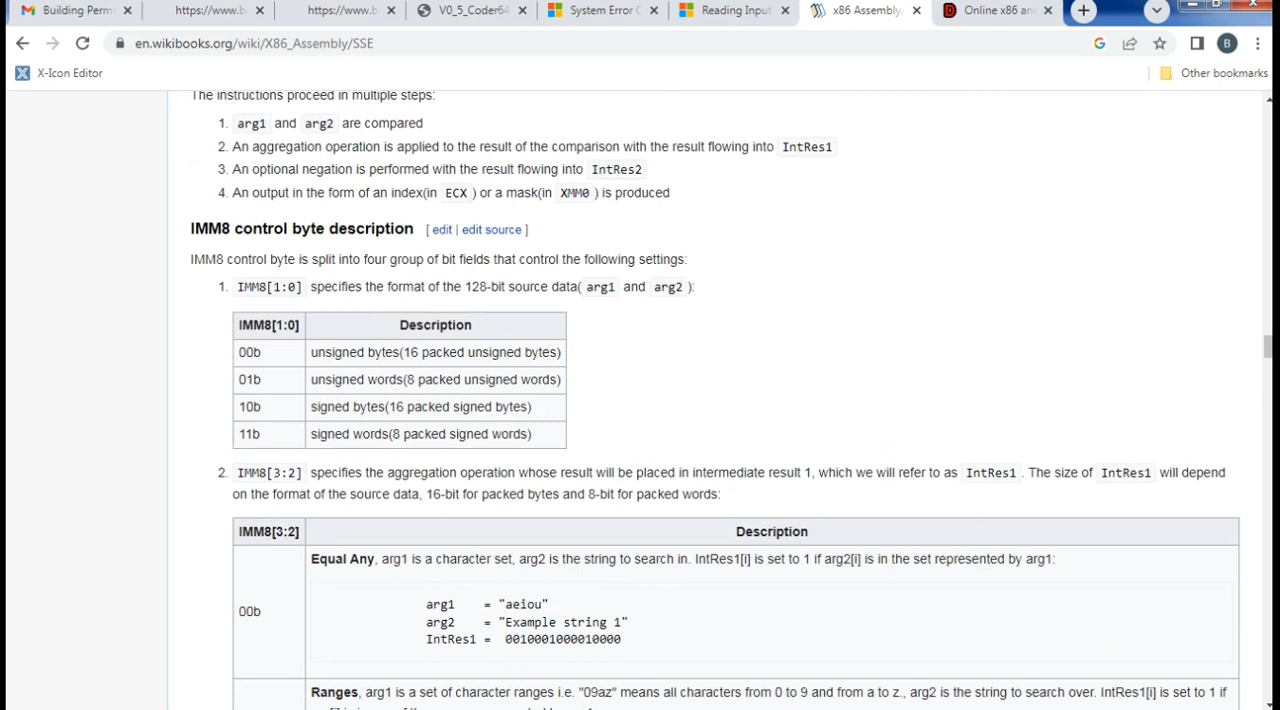 Building Perm
https://www.b
https://www.b
V0_5_Coder64
System Error C
Reading Input
x86 Assembly
Online x86 an
en.wikibooks.org/wiki/X86_Assembly/SSE
B
X-Icon Editor
Other bookmarks
The instructions proceed in multiple steps:
1. arg1 and arg2 are compared
2. An aggregation operation is applied to the result of the comparison with the result flowing into IntRes1
3. An optional negation is performed with the result flowing into IntRes2
4. An output in the form of an index(in ECX ) or a mask(in XMM0 ) is produced
IMM8 control byte description [ edit | edit source ]
IMM8 control byte is split into four group of bit fields that control the following settings:
1. IMM8[1:0] specifies the format of the 128-bit source data( arg1 and arg2 ):
IMM8[1:0] Description
00b unsigned bytes(16 packed unsigned bytes)
01b unsigned words(8 packed unsigned words)
10b signed bytes(16 packed signed bytes)
11b signed words(8 packed signed words)
2. IMM8[3:2] specifies the aggregation operation whose result will be placed in intermediate result 1, which we will refer to as IntRes1 . The size of IntRes1 will depend
on the format of the source data, 16-bit for packed bytes and 8-bit for packed words:
IMM8[3:2] Description
Equal Any, arg1 is a character set, arg2 is the string to search in. IntRes1[i] is set to 1 if arg2[i] is in the set represented by arg1:
arg1 = "aeiou"
00b
arg2 = "Example string 1"
IntRes1 = 0010001000010000
Ranges, arg1 is a set of character ranges i.e. "09az" means all characters from 0 to 9 and from a to z., arg2 is the string to search over. IntRes1[i] is set to 1 if